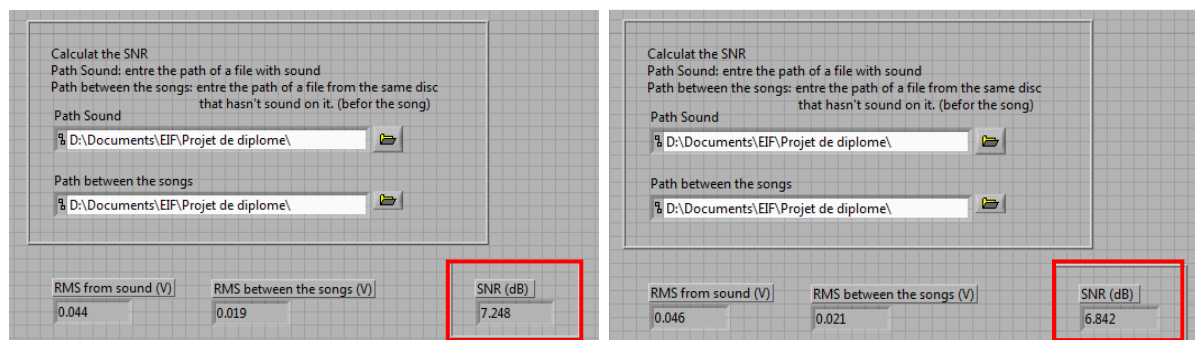 Calculat the SNR
Path Sound: entre the path of a file with sound
Path between the songs: entre the path of a file from the same disc
that hasn't sound on it. (befor the song)
Path Sound
D:\Documents\EIF\Projet de diplome\
Path between the songs
D:\Documents\EIF\Projet de diplome\
RMS from sound (V)
0.044
RMS between the songs (V)
0.019
SNR (dB)
7.248
Calculat the SNR
Path Sound: entre the path of a file with sound
Path between the songs: entre the path of a file from the same disc
that hasn't sound on it. (befor the song)
Path Sound
D:\Documents\EIF\Projet de diplome\
Path between the songs
D:\Documents\EIF\Projet de diplome\
RMS from sound (V)
0.046
RMS between the songs (V)
0.021
SNR (dB)
6.842